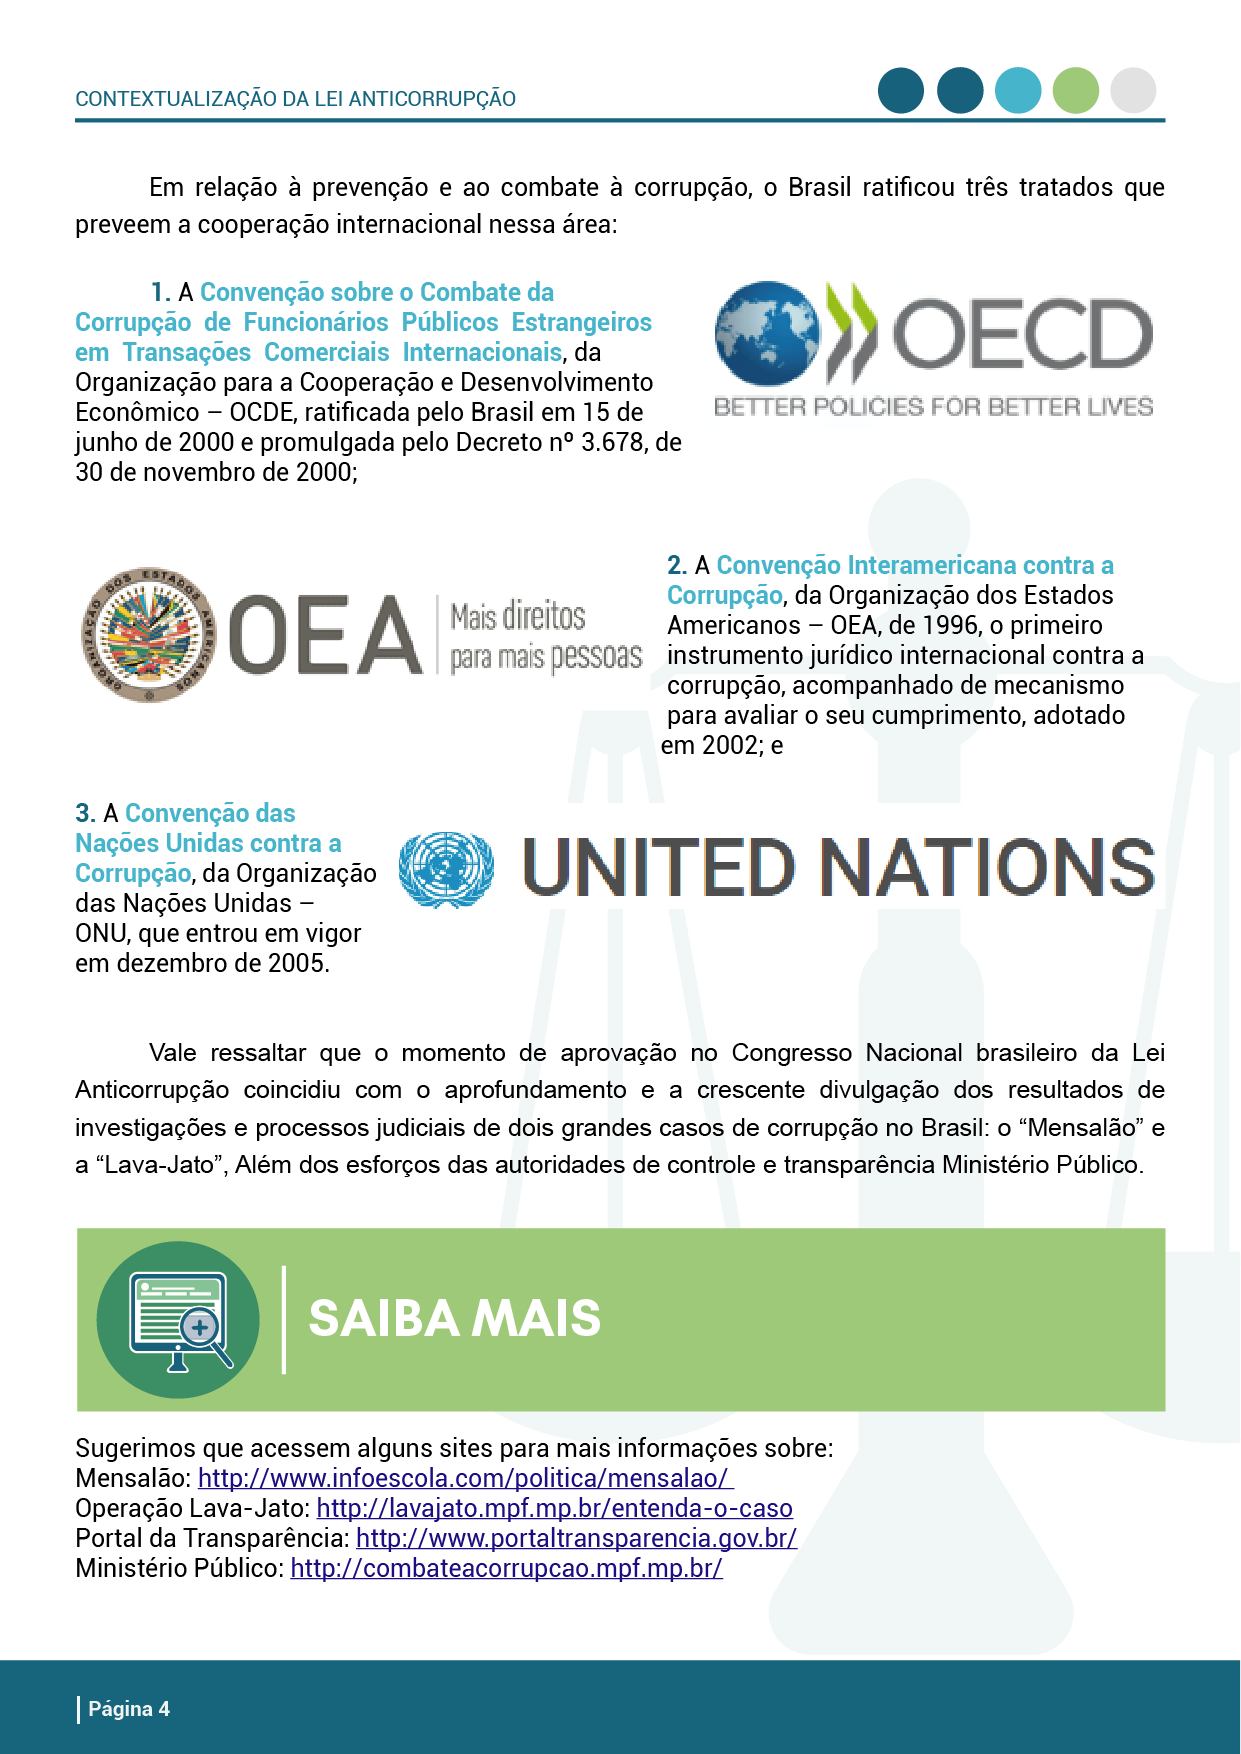 CONTEXTUALIZAÇÃO DA LEI ANTICORRUPÇÃO
Em relação à prevenção e ao combate à corrupção, o Brasil ratificou três tratados que
preveem a cooperação internacional nessa área:
1. A Convenção sobre o Combate da
Corrupção de Funcionários Públicos Estrangeiros
em Transações Comerciais Internacionais, da
Organização para a Cooperação e Desenvolvimento
Econômico – OCDE, ratificada pelo Brasil em 15 de
junho de 2000 e promulgada pelo Decreto nº 3.678, de
30 de novembro de 2000;
OECD
BETTER POLICIES FOR BETTER LIVES
ORGANIZAÇÃO DOS ESTADOS AMERICANOS
OEA
Mais direitos
para mais pessoas
2. A Convenção Interamericana contra a
Corrupção, da Organização dos Estados
Americanos – OEA, de 1996, o primeiro
instrumento jurídico internacional contra a
corrupção, acompanhado de mecanismo
para avaliar o seu cumprimento, adotado
em 2002; e
3. A Convenção das
Nações Unidas contra a
Corrupção, da Organização
das Nações Unidas –
ONU, que entrou em vigor
em dezembro de 2005.
UNITED NATIONS
Vale ressaltar que o momento de aprovação no Congresso Nacional brasileiro da Lei
Anticorrupção coincidiu com o aprofundamento e a crescente divulgação dos resultados de
investigações e processos judiciais de dois grandes casos de corrupção no Brasil: o “Mensalão” e
a “Lava-Jato”, Além dos esforços das autoridades de controle e transparência Ministério Público.
SAIBA MAIS
Sugerimos que acessem alguns sites para mais informações sobre:
Mensalão: http://www.infoescola.com/politica/mensalao/
Operação Lava-Jato: http://lavajato.mpf.mp.br/entenda-o-caso
Portal da Transparência: http://www.portaltransparencia.gov.br/
Ministério Público: http://combateacorrupcao.mpf.mp.br/
Página 4